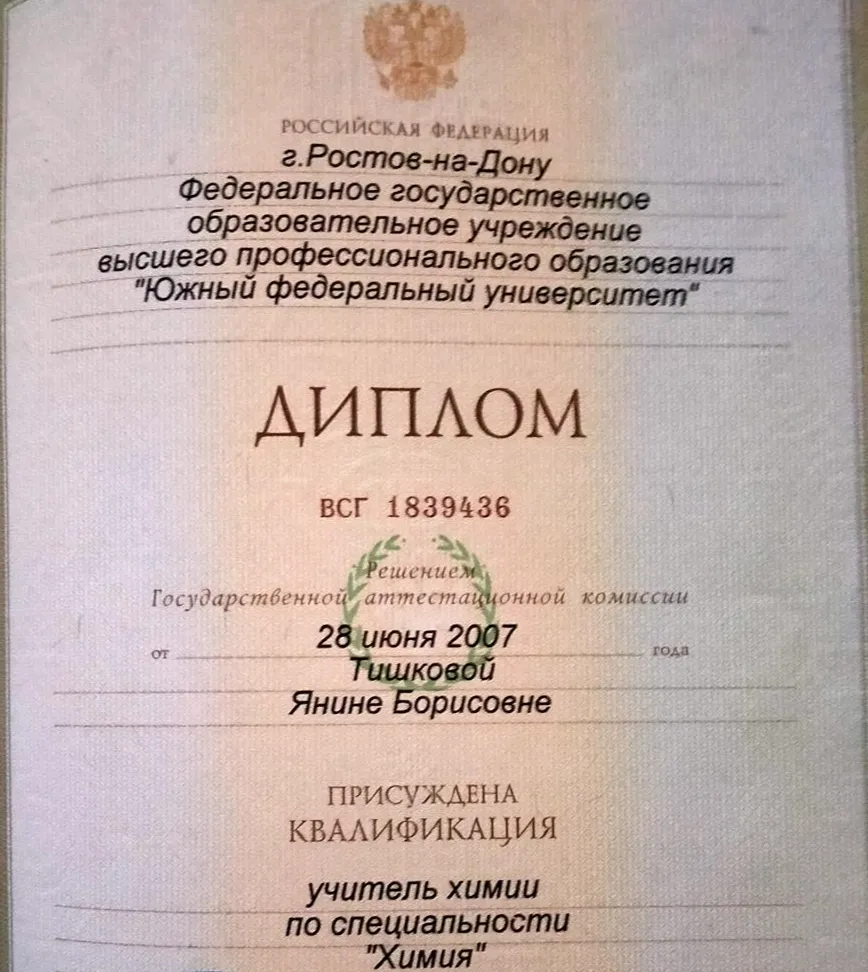 РОССИЙСКАЯ ФЕДЕРАЦИЯ
г.Ростов-на-Дону
Федеральное государственное
образовательное учреждение
высшего профессионального образования
"Южный федеральный университет"
ДИПЛОМ
ВСГ 1839436
Решением
Государственной аттестационной комиссии
от 28 июня 2007 года
Тишковой
Янине Борисовне
ПРИСУЖДЕНА
КВАЛИФИКАЦИЯ
учитель химии
по специальности
"Химия"